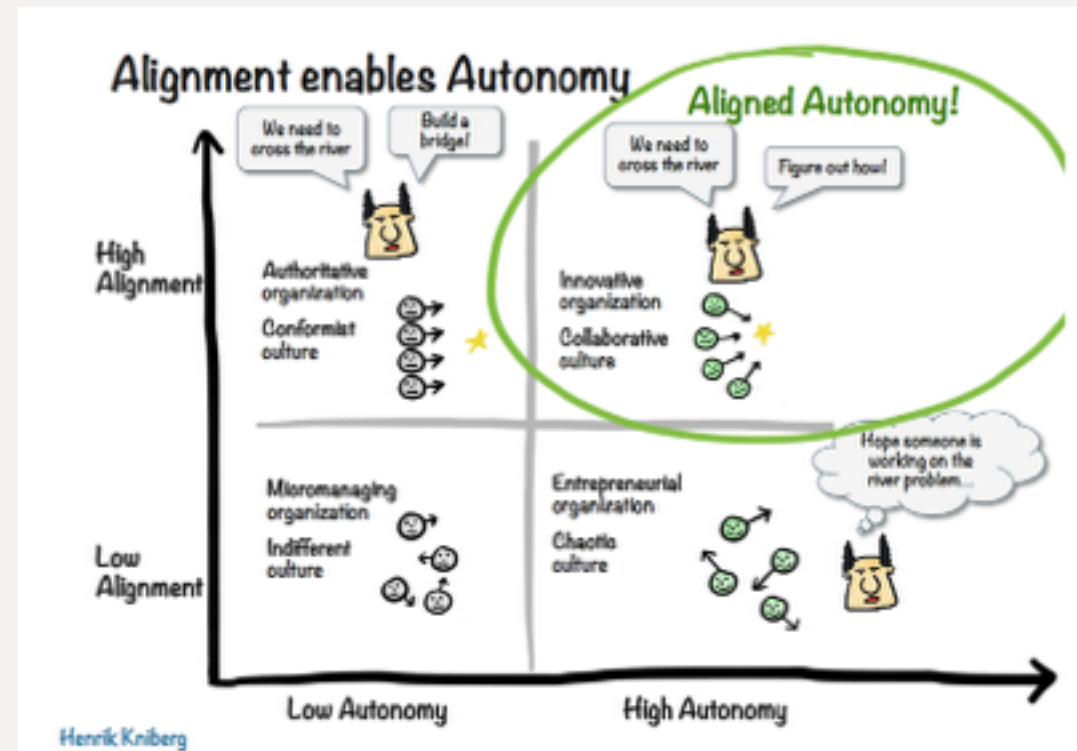 Alignment enables Autonomy
Aligned Autonomy!
We need to
cross the river
Build a
bridge!
We need to
cross the river
Figure out how!
High
Alignment
Authoritative
organization
Conformist
culture
Innovative
organization
Collaborative
culture
Hope someone is
working on the
river problem...
Low
Alignment
Micromanaging
organization
Indifferent
culture
Entrepreneurial
organization
Chaotic
culture
Low Autonomy
High Autonomy
Henrik Kniberg